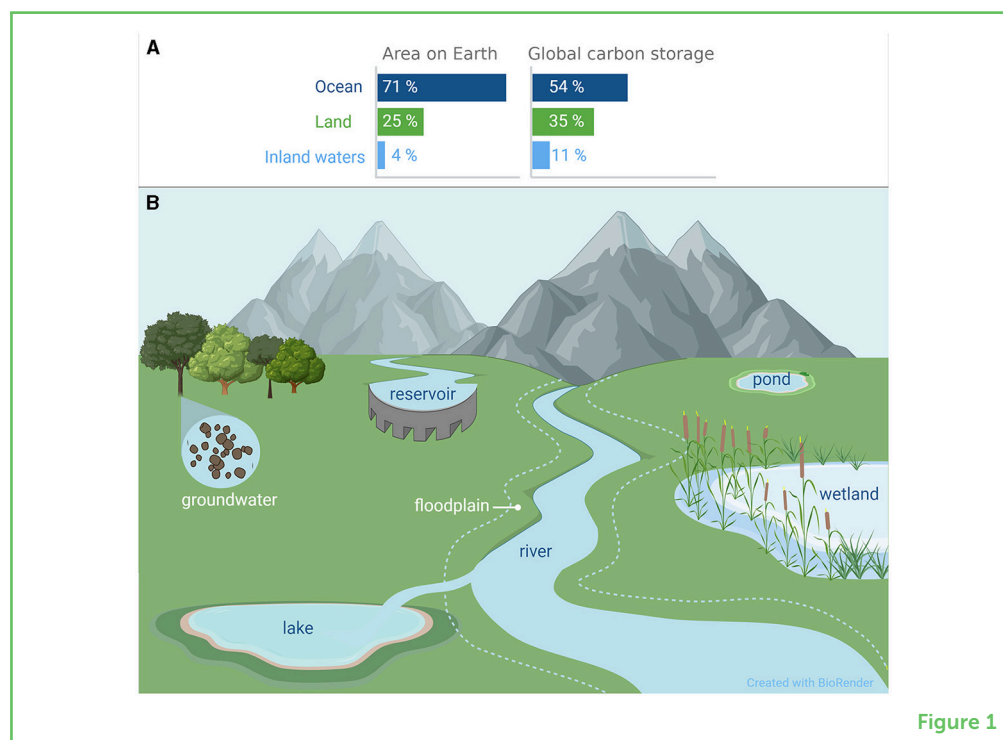 A
Area on Earth
Global carbon storage
Ocean
71 %
54 %
Land
25 %
35 %
Inland waters
4 %
11 %
B
pond
reservoir
wetland
groundwater
floodplain
river
lake
Created with BioRender
Figure 1